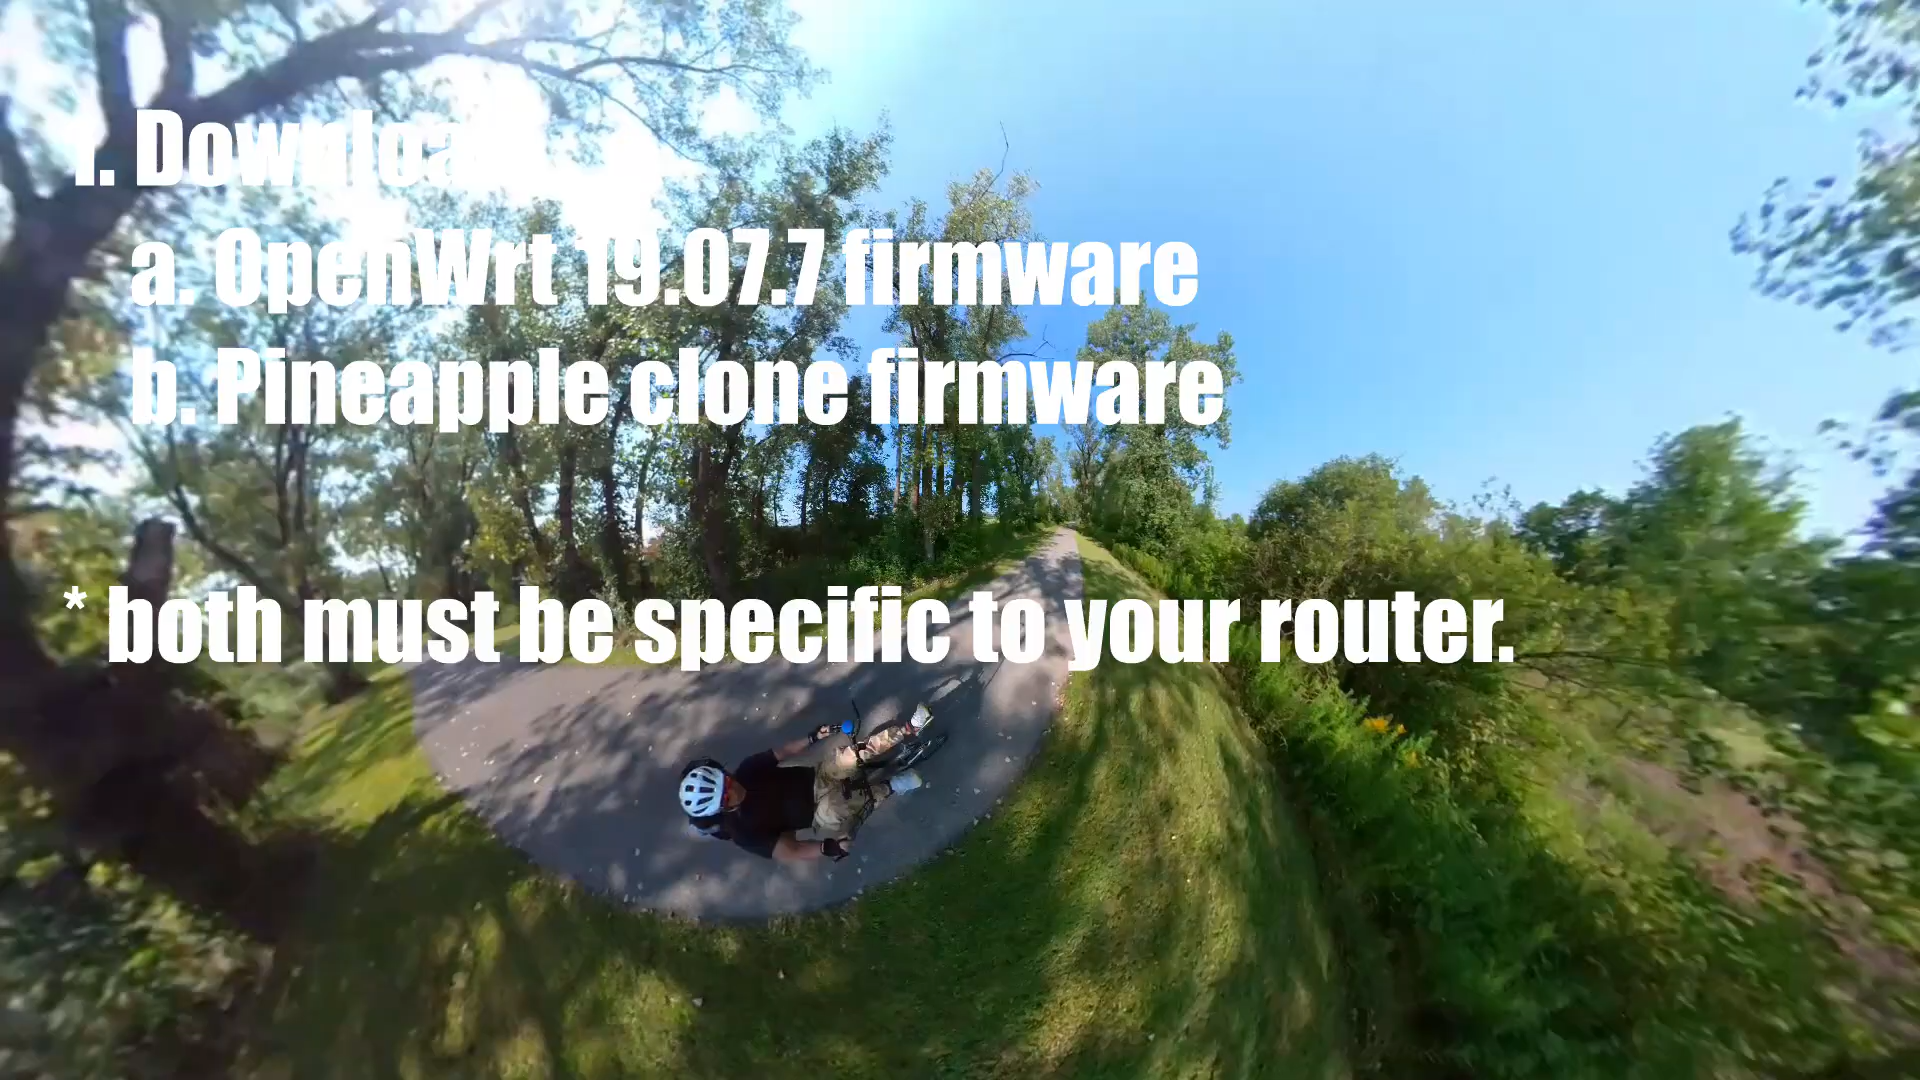 1. Download
a. OpenWrt 19.07.7 firmware
b. Pineapple clone firmware
* both must be specific to your router.